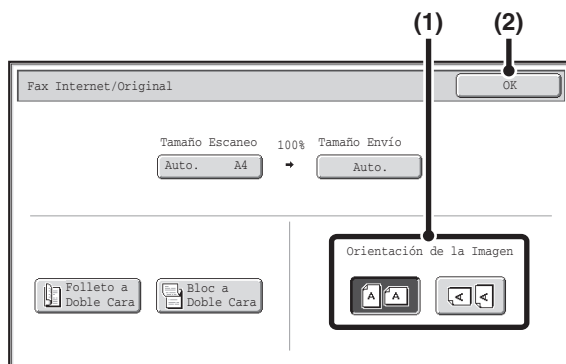 (1) (2)
Fax Internet/Original OK
Tamaño Escaneo 100% Tamaño Envío
Auto. A4 → Auto.
Orientación de la Imagen
Folleto a Doble Cara
Bloc a Doble Cara
A A A A